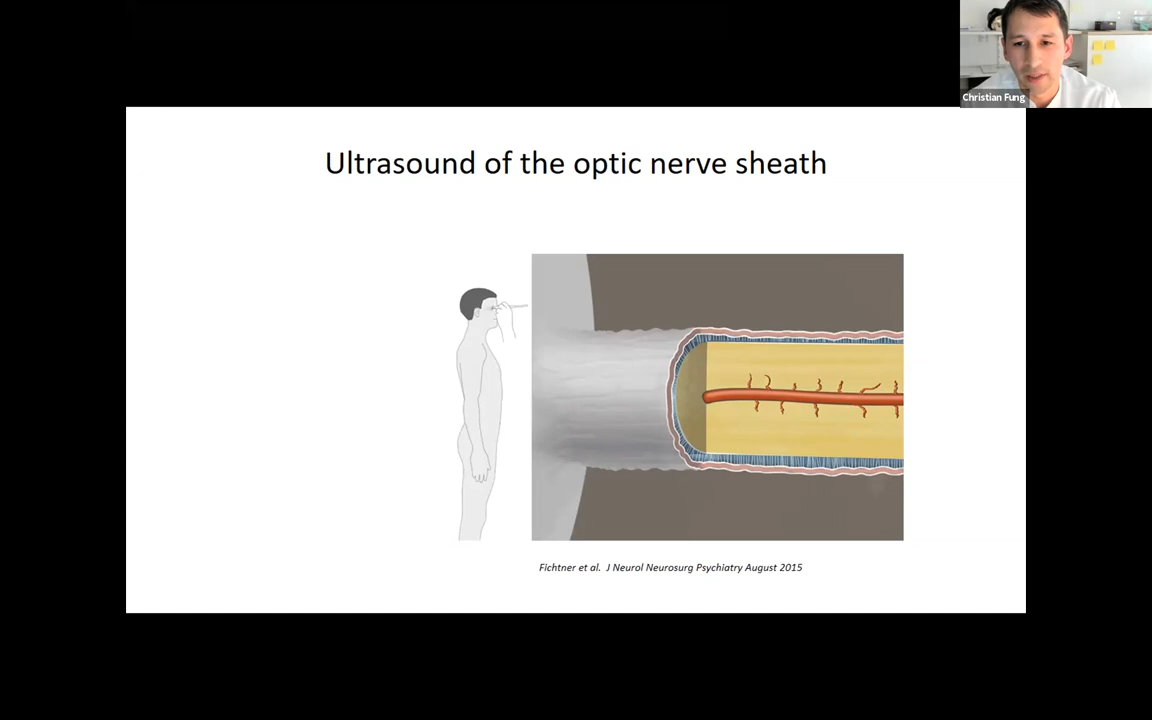 Christian Fung
Ultrasound of the optic nerve sheath
Fichtner et al. J Neurol Neurosurg Psychiatry August 2015